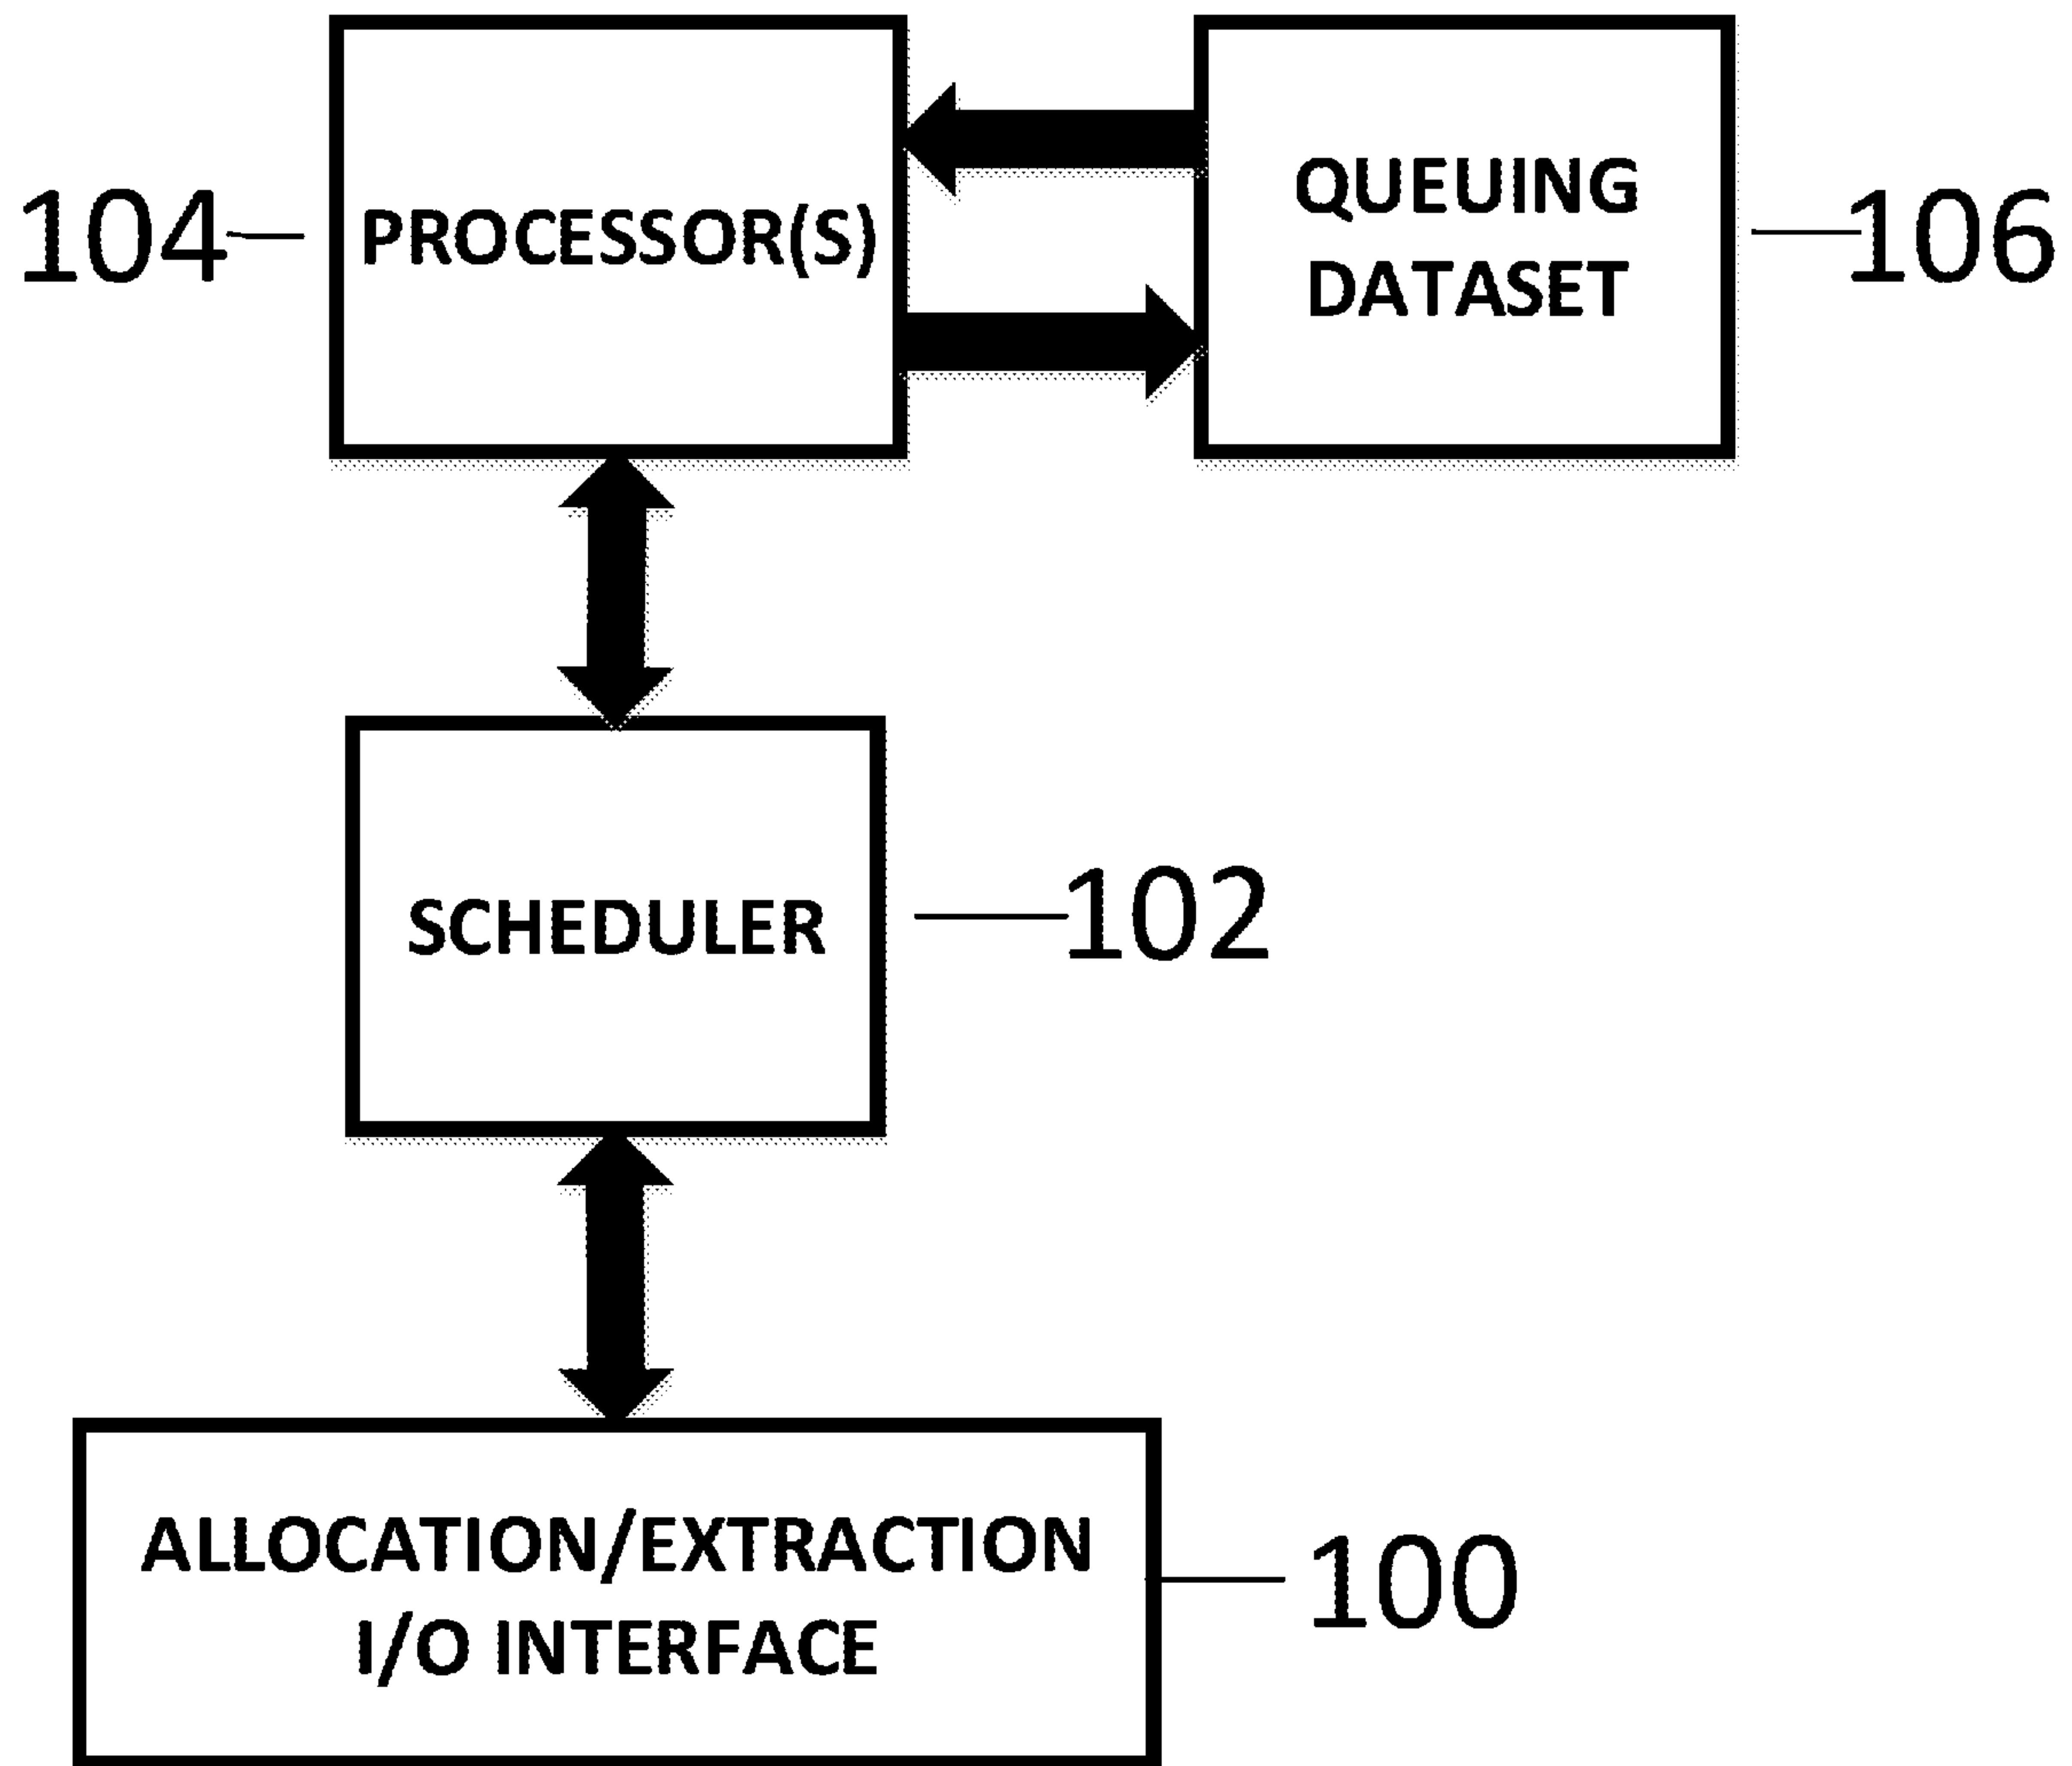 104
PROCESSOR(S)
QUEUING
DATASET
106
SCHEDULER
102
ALLOCATION/EXTRACTION
I/O INTERFACE
100